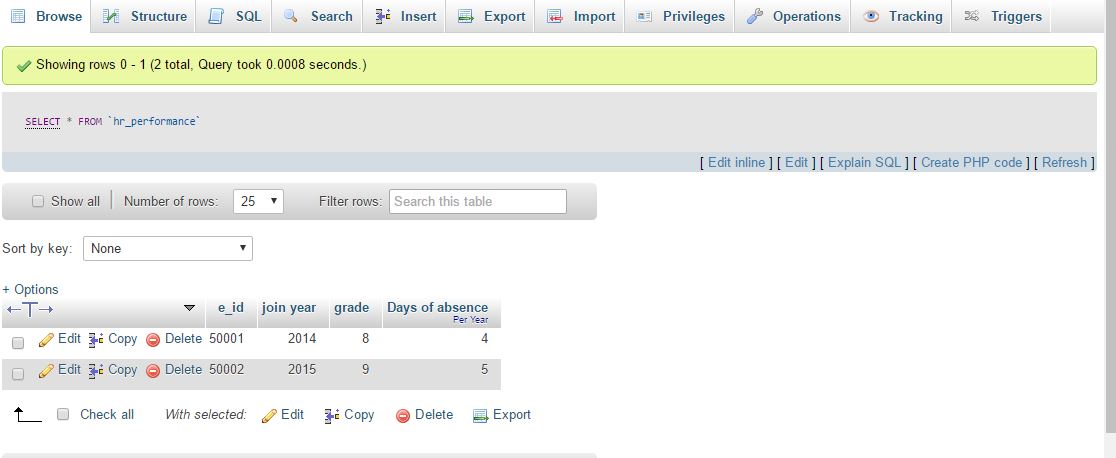 Browse Structure SQL Search Insert Export Import Privileges Operations Tracking Triggers
Showing rows 0 - 1 (2 total, Query took 0.0008 seconds.)
SELECT * FROM `hr_performance`
[ Edit inline ] [ Edit ] [ Explain SQL ] [ Create PHP code ] [ Refresh ]
Show all Number of rows: 25 Filter rows: Search this table
Sort by key: None
+ Options
e_id join year grade Days of absence
Per Year
Edit Copy Delete 50001 2014 8 4
Edit Copy Delete 50002 2015 9 5
Check all With selected: Edit Copy Delete Export